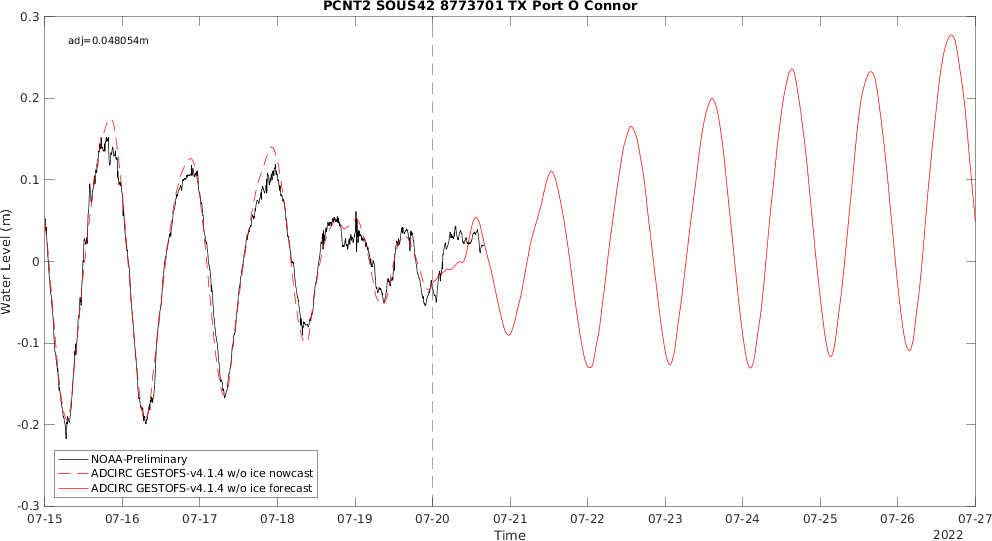 PCNT2 SOUS42 8773701 TX Port O Connor
adj=0.048054m
0.3
0.2
0.1
0
-0.1
-0.2
-0.3
Water Level (m)
NOAA-Preliminary
ADCIRC GESTOFS-v4.1.4 w/o ice nowcast
ADCIRC GESTOFS-v4.1.4 w/o ice forecast
07-15 07-16 07-17 07-18 07-19 07-20 07-21 07-22 07-23 07-24 07-25 07-26 07-27
Time
2022